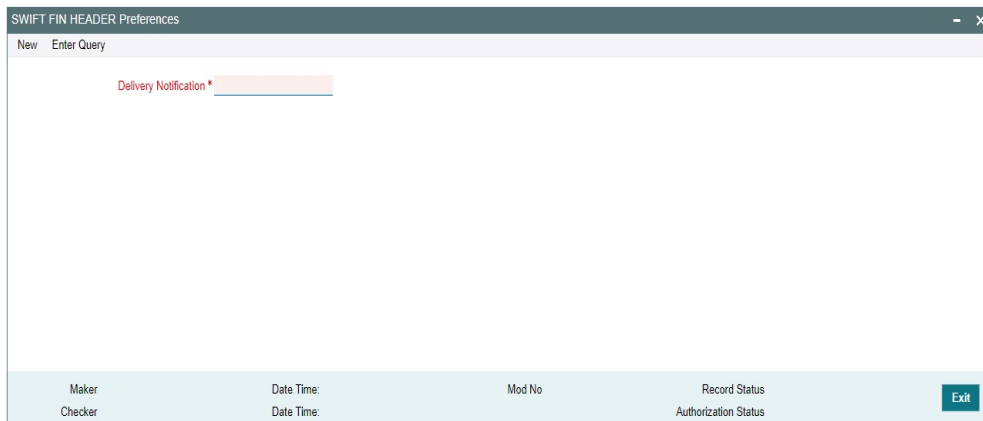 SWIFT FIN HEADER Preferences
New Enter Query
Delivery Notification *
Maker Date Time: Mod No Record Status
Exit
Checker Date Time: Authorization Status